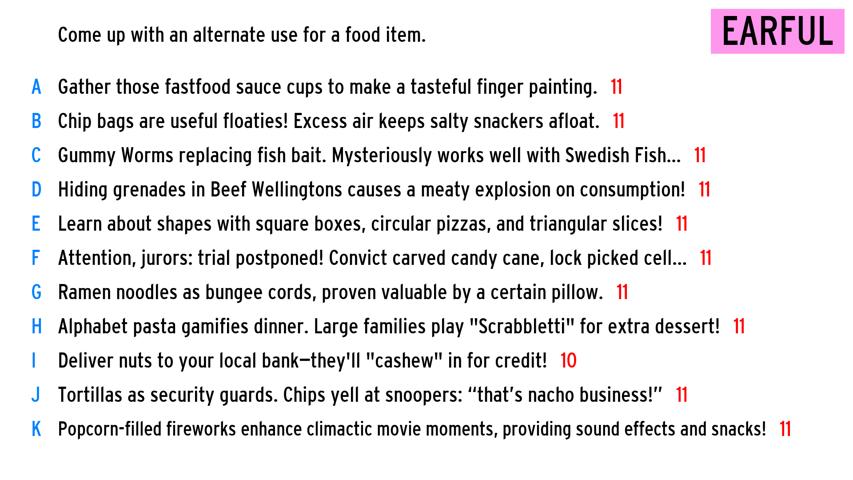 Come up with an alternate use for a food item.
EARFUL
A Gather those fastfood sauce cups to make a tasteful finger painting. 11
B Chip bags are useful floaties! Excess air keeps salty snackers afloat. 11
C Gummy Worms replacing fish bait. Mysteriously works well with Swedish Fish... 11
D Hiding grenades in Beef Wellingtons causes a meaty explosion on consumption! 11
E Learn about shapes with square boxes, circular pizzas, and triangular slices! 11
F Attention, jurors: trial postponed! Convict carved candy cane, lock picked cell... 11
G Ramen noodles as bungee cords, proven valuable by a certain pillow. 11
H Alphabet pasta gamifies dinner. Large families play "Scrabbletti" for extra dessert! 11
I Deliver nuts to your local bank—they'll "cashew" in for credit! 10
J Tortillas as security guards. Chips yell at snoopers: “that’s nacho business!” 11
K Popcorn-filled fireworks enhance climactic movie moments, providing sound effects and snacks! 11